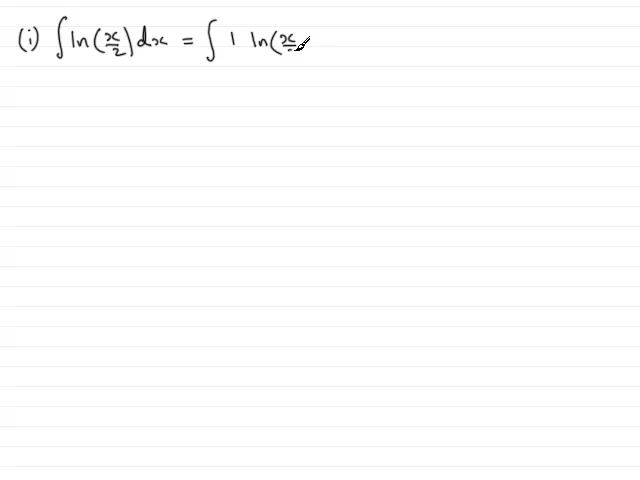 (i) ∫ ln(x/2) dx = ∫ 1 ln(x